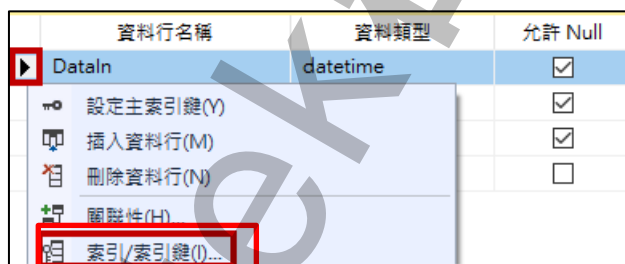 資料行名稱 資料類型 允許 Null
DataIn datetime
設定主索引鍵(Y)
插入資料行(M)
刪除資料行(N)
關聯性(H)...
索引/索引鍵(I)...